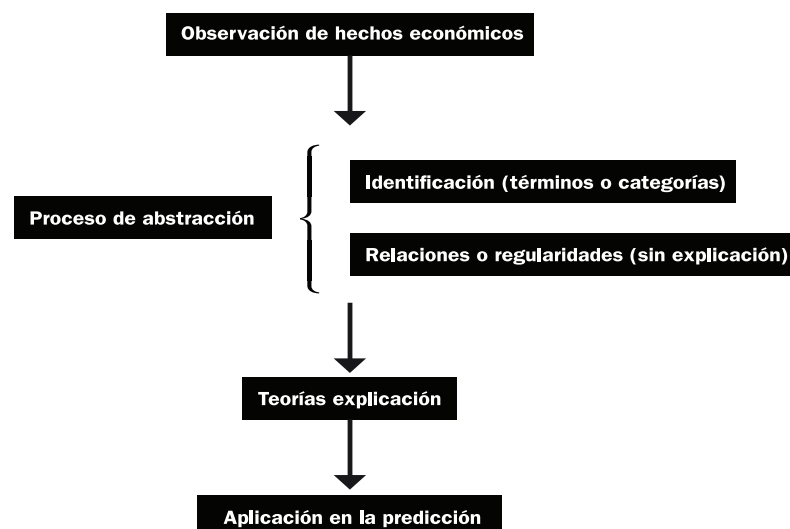 Observación de hechos económicos
Identificación (términos o categorías)
Proceso de abstracción
Relaciones o regularidades (sin explicación)
Teorías explicación
Aplicación en la predicción